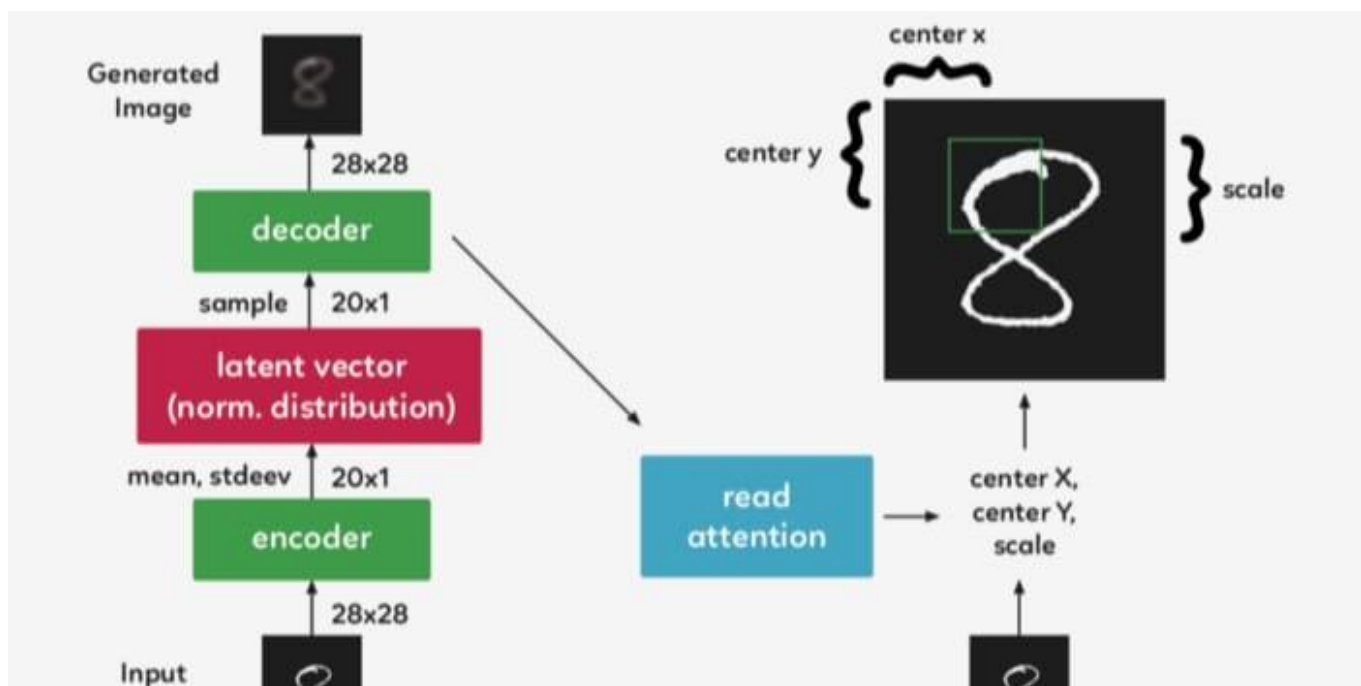 Generated
Image
28x28
decoder
sample 20x1
latent vector
(norm. distribution)
mean, stdeev 20x1
encoder
28x28
Input
center x
center y
scale
read
attention
center X,
center Y,
scale